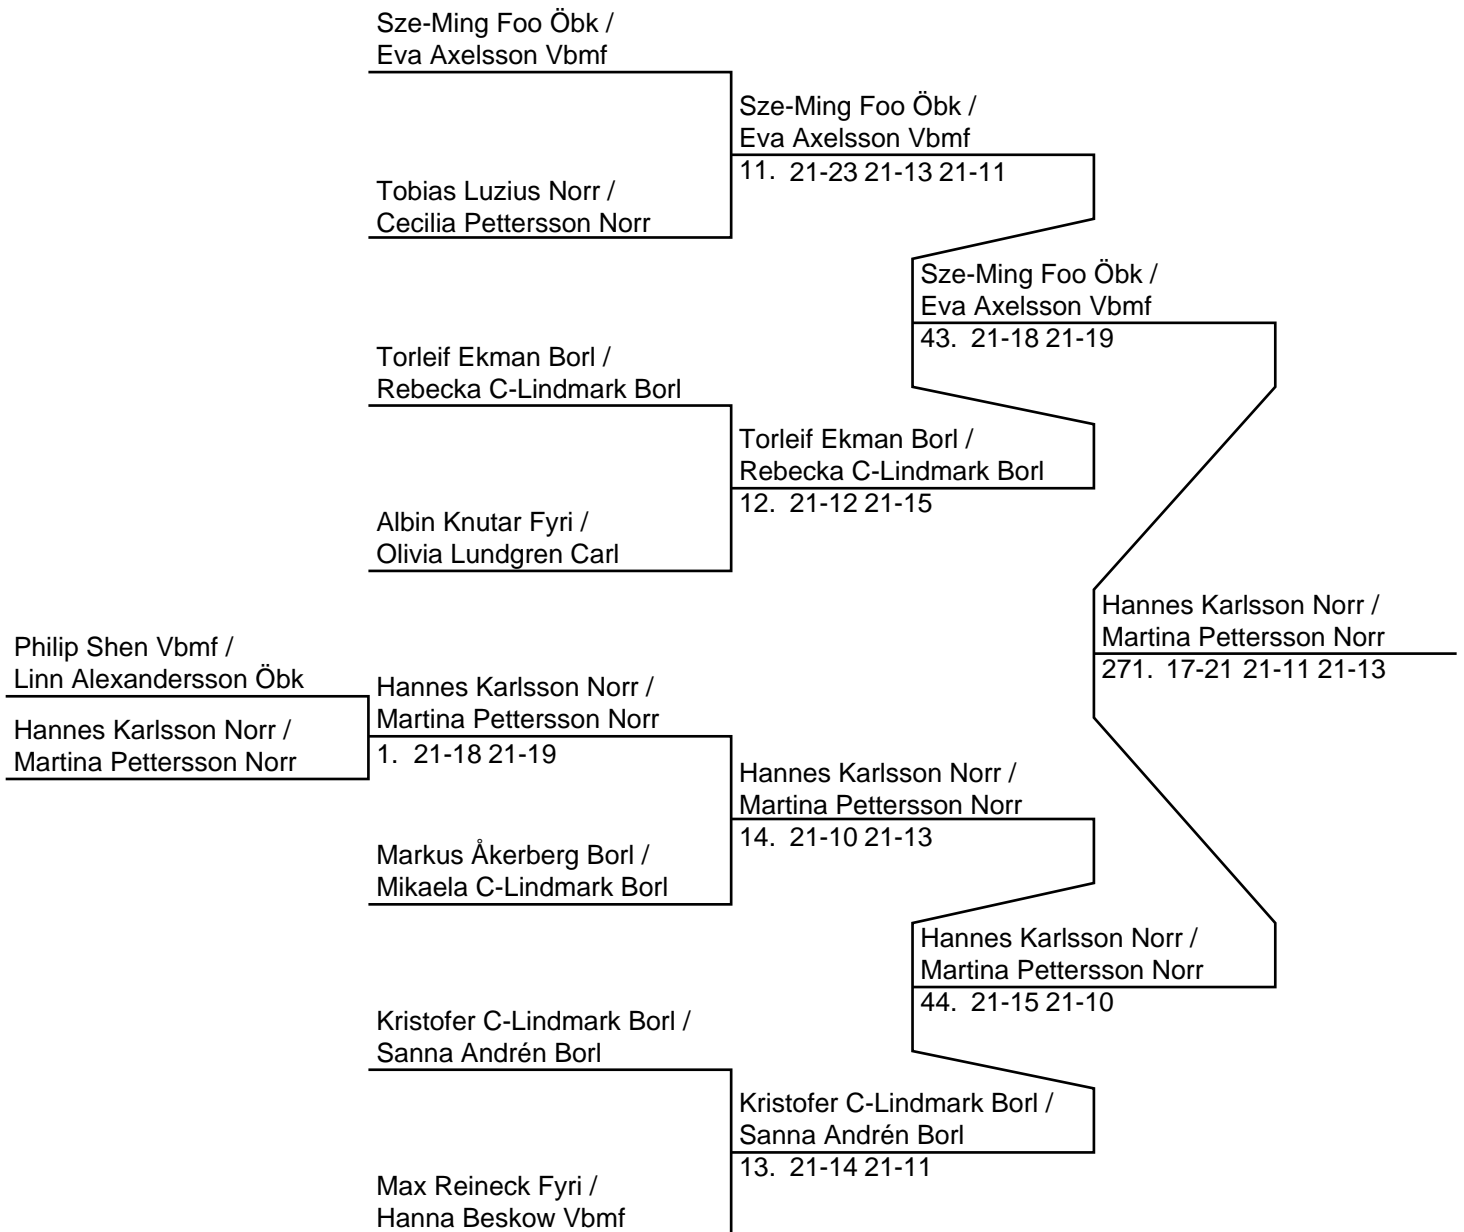 Sze-Ming Foo Öbk /
Eva Axelsson Vbmf
Sze-Ming Foo Öbk /
Eva Axelsson Vbmf
11. 21-23 21-13 21-11
Tobias Luzius Norr /
Cecilia Pettersson Norr
Sze-Ming Foo Öbk /
Eva Axelsson Vbmf
43. 21-18 21-19
Torleif Ekman Borl /
Rebecka C-Lindmark Borl
Torleif Ekman Borl /
Rebecka C-Lindmark Borl
12. 21-12 21-15
Albin Knutar Fyri /
Olivia Lundgren Carl
Hannes Karlsson Norr /
Martina Pettersson Norr
271. 17-21 21-11 21-13
Philip Shen Vbmf /
Linn Alexandersson Öbk
Hannes Karlsson Norr /
Martina Pettersson Norr
1. 21-18 21-19
Hannes Karlsson Norr /
Martina Pettersson Norr
Hannes Karlsson Norr /
Martina Pettersson Norr
14. 21-10 21-13
Markus Åkerberg Borl /
Mikaela C-Lindmark Borl
Hannes Karlsson Norr /
Martina Pettersson Norr
44. 21-15 21-10
Kristofer C-Lindmark Borl /
Sanna Andrén Borl
Kristofer C-Lindmark Borl /
Sanna Andrén Borl
13. 21-14 21-11
Max Reineck Fyri /
Hanna Beskow Vbmf